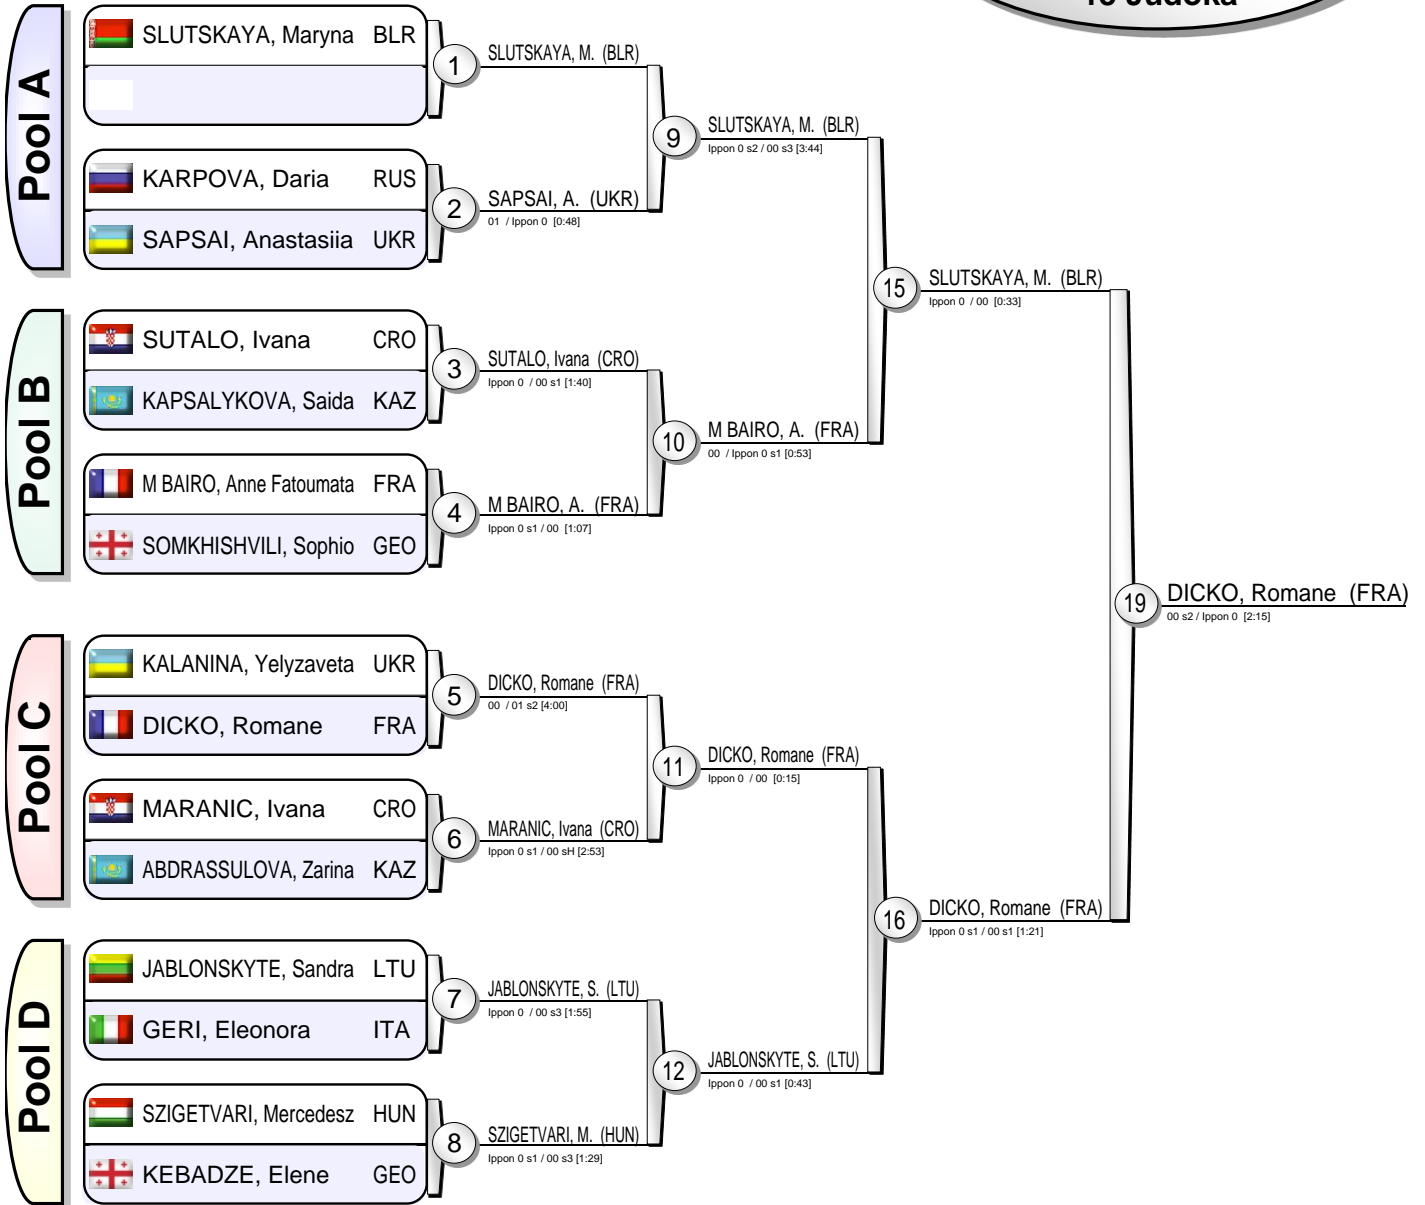 15 Judoka
Pool A
SLUTSKAYA, Maryna BLR
KARPOVA, Daria RUS
SAPSAI, Anastasiia UKR
Pool B
SUTALO, Ivana CRO
KAPSALYKOVA, Saida KAZ
M BAIRO, Anne Fatoumata FRA
SOMKHISHVILI, Sophio GEO
Pool C
KALANINA, Yelyzaveta UKR
DICKO, Romane FRA
MARANIC, Ivana CRO
ABDRASSULOVA, Zarina KAZ
Pool D
JABLONSKYTE, Sandra LTU
GERI, Eleonora ITA
SZIGETVARI, Mercedesz HUN
KEBADZE, Elene GEO
1 SLUTSKAYA, M. (BLR)
2 SAPSAI, A. (UKR)
01 / Ippon 0 [0:48]
3 SUTALO, Ivana (CRO)
Ippon 0 / 00 s1 [1:40]
4 M BAIRO, A. (FRA)
Ippon 0 s1 / 00 [1:07]
5 DICKO, Romane (FRA)
00 / 01 s2 [4:00]
6 MARANIC, Ivana (CRO)
Ippon 0 s1 / 00 sH [2:53]
7 JABLONSKYTE, S. (LTU)
Ippon 0 / 00 s3 [1:55]
8 SZIGETVARI, M. (HUN)
Ippon 0 s1 / 00 s3 [1:29]
9 SLUTSKAYA, M. (BLR)
Ippon 0 s2 / 00 s3 [3:44]
10 M BAIRO, A. (FRA)
00 / Ippon 0 s1 [0:53]
11 DICKO, Romane (FRA)
Ippon 0 / 00 [0:15]
12 JABLONSKYTE, S. (LTU)
Ippon 0 / 00 s1 [0:43]
15 SLUTSKAYA, M. (BLR)
Ippon 0 / 00 [0:33]
16 DICKO, Romane (FRA)
Ippon 0 s1 / 00 s1 [1:21]
19 DICKO, Romane (FRA)
00 s2 / Ippon 0 [2:15]